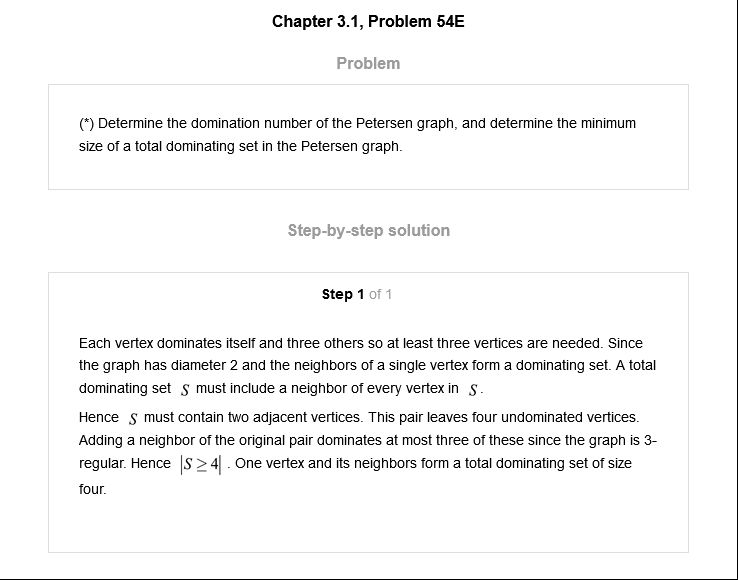 Chapter 3.1, Problem 54E
Problem
(*) Determine the domination number of the Petersen graph, and determine the minimum
size of a total dominating set in the Petersen graph.
Step-by-step solution
Step 1 of 1
Each vertex dominates itself and three others so at least three vertices are needed. Since
the graph has diameter 2 and the neighbors of a single vertex form a dominating set. A total
dominating set S must include a neighbor of every vertex in S.
Hence S must contain two adjacent vertices. This pair leaves four undominated vertices.
Adding a neighbor of the original pair dominates at most three of these since the graph is 3-
regular. Hence |S ≥ 4| . One vertex and its neighbors form a total dominating set of size
four.